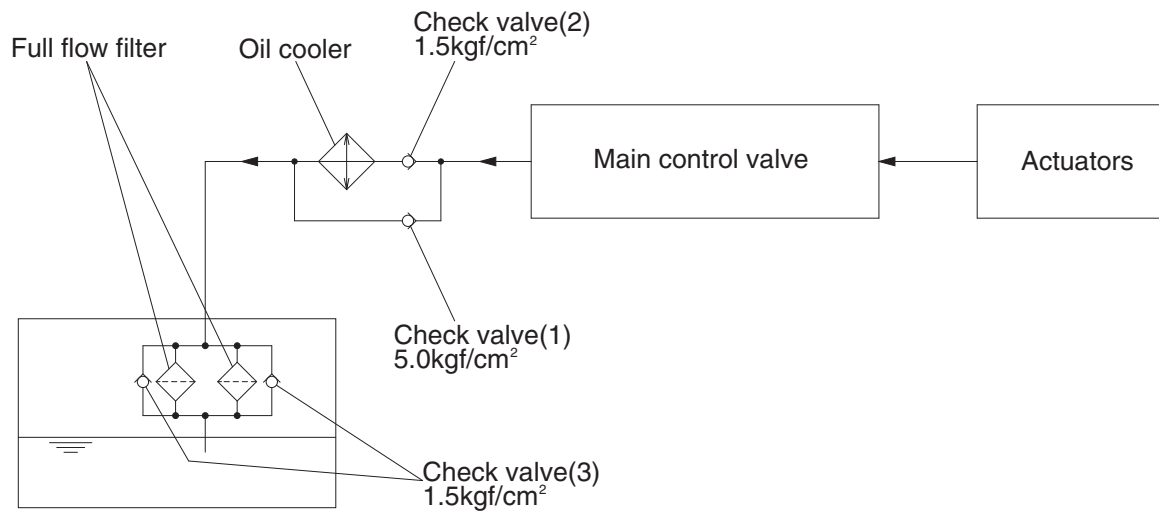 Check valve(2)
1.5kgf/cm²
Full flow filter
Oil cooler
Main control valve
Actuators
Check valve(1)
5.0kgf/cm²
Check valve(3)
1.5kgf/cm²